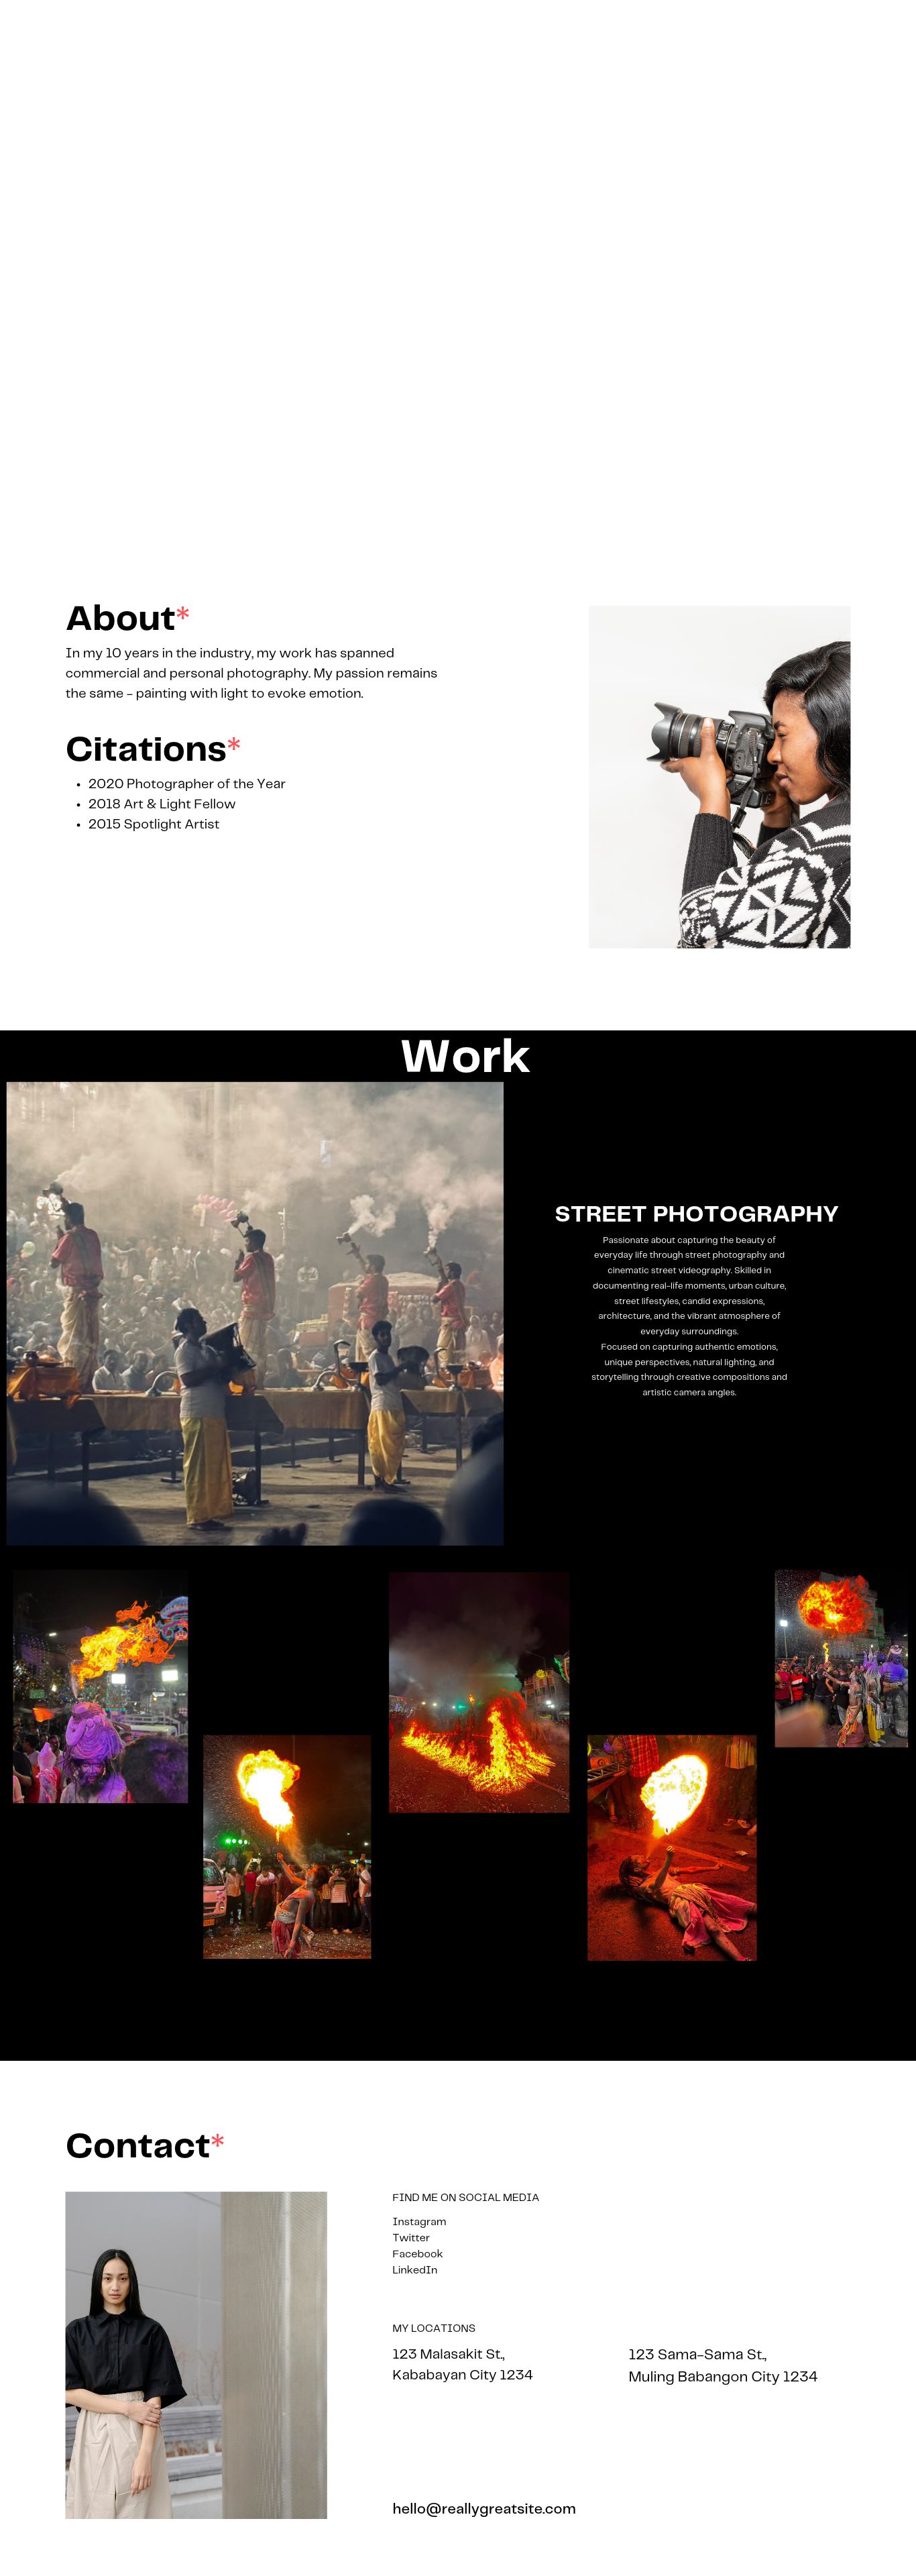 About*
In my 10 years in the industry, my work has spanned
commercial and personal photography. My passion remains
the same - painting with light to evoke emotion.
Citations*
• 2020 Photographer of the Year
• 2018 Art & Light Fellow
• 2015 Spotlight Artist
Work
STREET PHOTOGRAPHY
Passionate about capturing the beauty of
everyday life through street photography and
cinematic street videography. Skilled in
documenting real-life moments, urban culture,
street lifestyles, candid expressions,
architecture, and the vibrant atmosphere of
everyday surroundings.
Focused on capturing authentic emotions,
unique perspectives, natural lighting, and
storytelling through creative compositions and
artistic camera angles.
Contact*
FIND ME ON SOCIAL MEDIA
Instagram
Twitter
Facebook
LinkedIn
MY LOCATIONS
123 Malasakit St.,
Kababayan City 1234
123 Sama-Sama St.,
Muling Babangon City 1234
hello@reallygreatsite.com